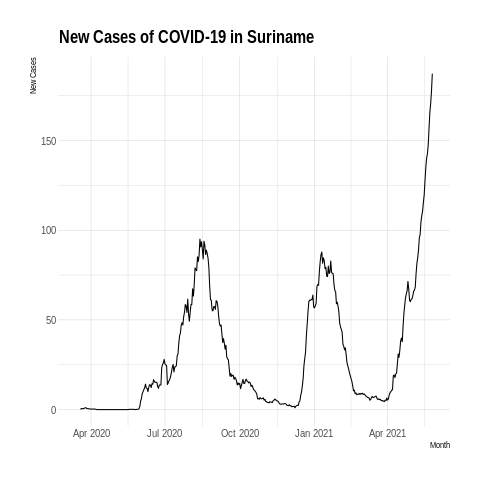 New Cases of COVID-19 in Suriname
New Cases
150
100
50
0
Apr 2020 Jul 2020 Oct 2020 Jan 2021 Apr 2021
Month